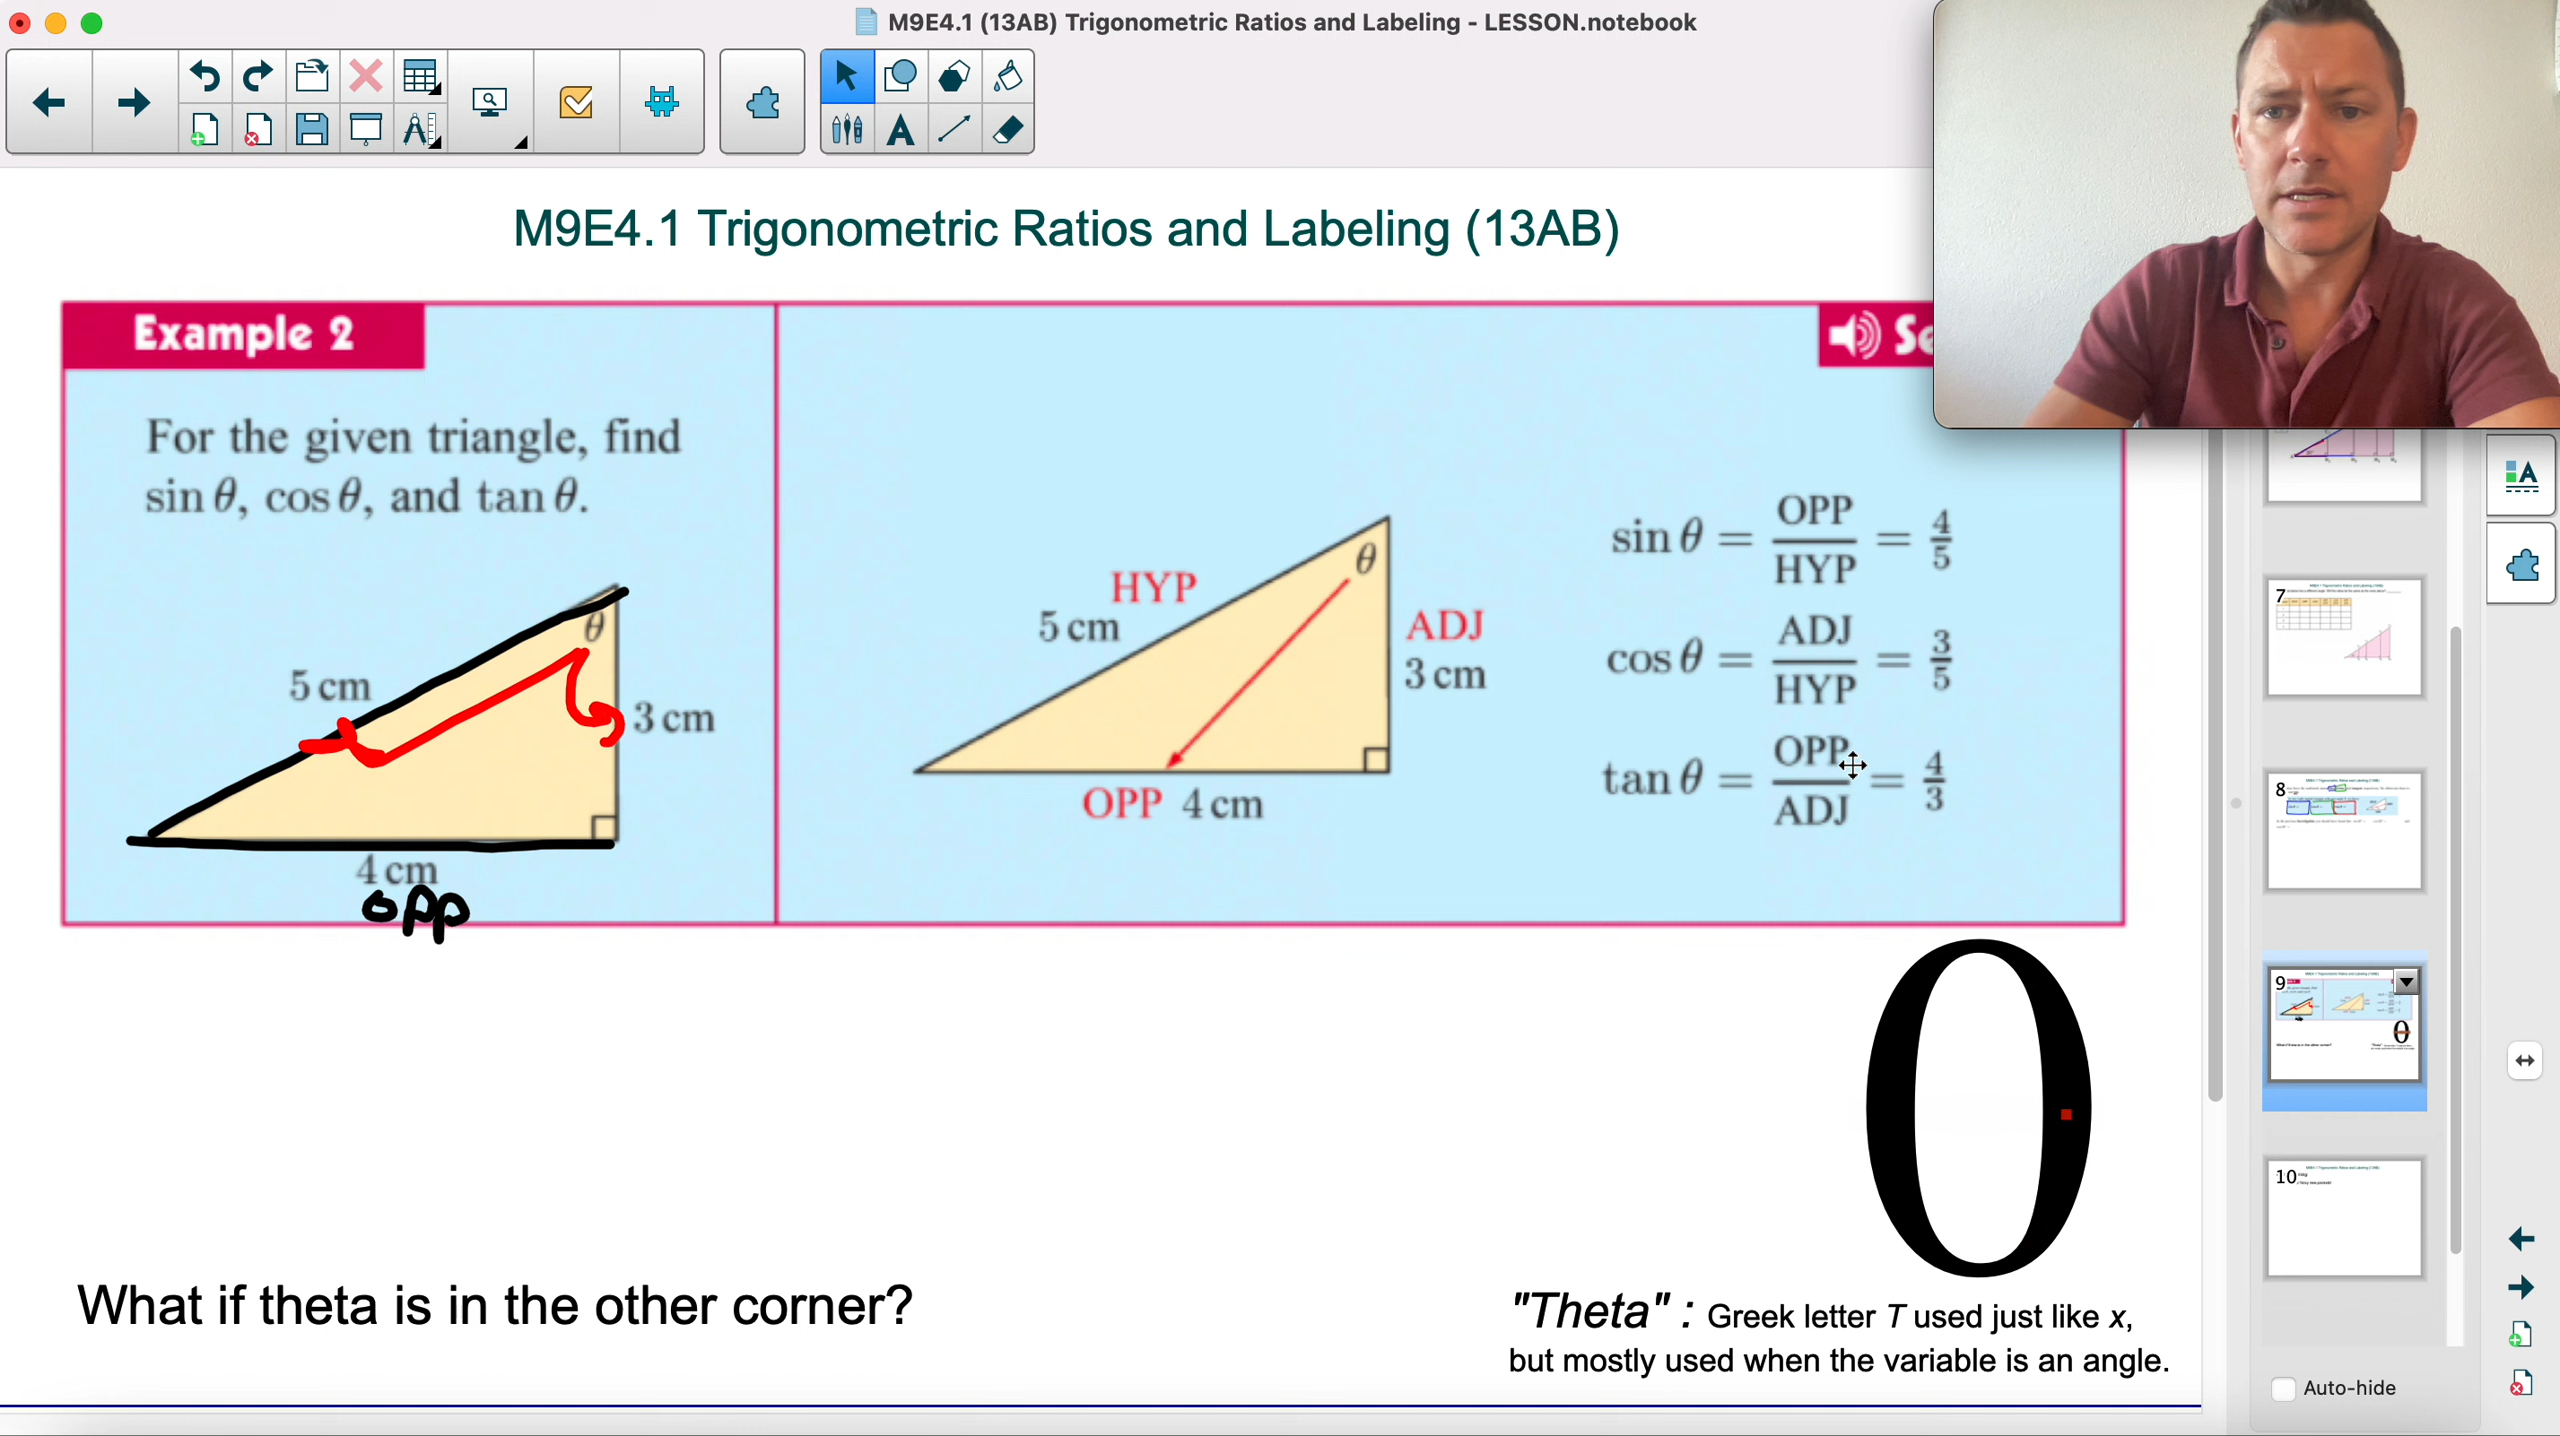 M9E4.1 (13AB) Trigonometric Ratios and Labeling - LESSON.notebook
M9E4.1 Trigonometric Ratios and Labeling (13AB)
Example 2
For the given triangle, find
sin θ, cos θ, and tan θ.
θ
5 cm
3 cm
4 cm
opp
θ
HYP
5 cm
ADJ
3 cm
OPP 4 cm
sin θ = OPP/HYP = 4/5
cos θ = ADJ/HYP = 3/5
tan θ = OPP/ADJ = 4/3
What if theta is in the other corner?
"Theta" : Greek letter T used just like x,
but mostly used when the variable is an angle.
7
8
9
10
Auto-hide